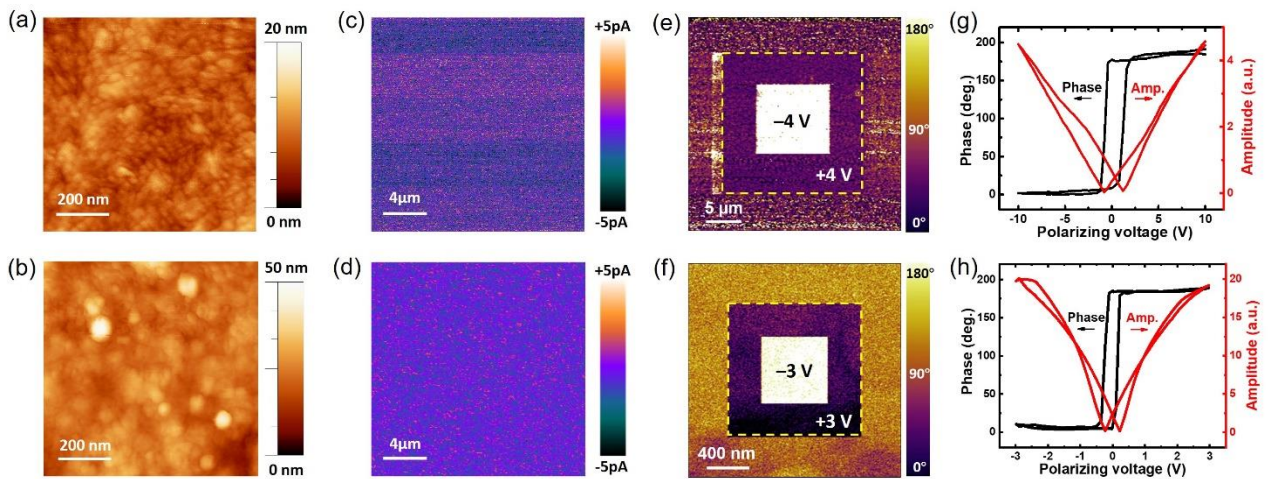 (a)
20 nm
0 nm
200 nm
(c)
+5pA
-5pA
4μm
(e)
180°
90°
0°
−4 V
+4 V
5 μm
(g)
200
150
100
50
0
Phase (deg.)
Phase
Amp.
4
2
0
Amplitude (a.u.)
-10
-5
0
5
10
Polarizing voltage (V)
(b)
50 nm
0 nm
200 nm
(d)
+5pA
-5pA
4μm
(f)
180°
90°
0°
−3 V
+3 V
400 nm
(h)
200
150
100
50
0
Phase (deg.)
Phase
Amp.
20
15
10
5
0
Amplitude (a.u.)
-3
-2
-1
0
1
2
3
Polarizing voltage (V)